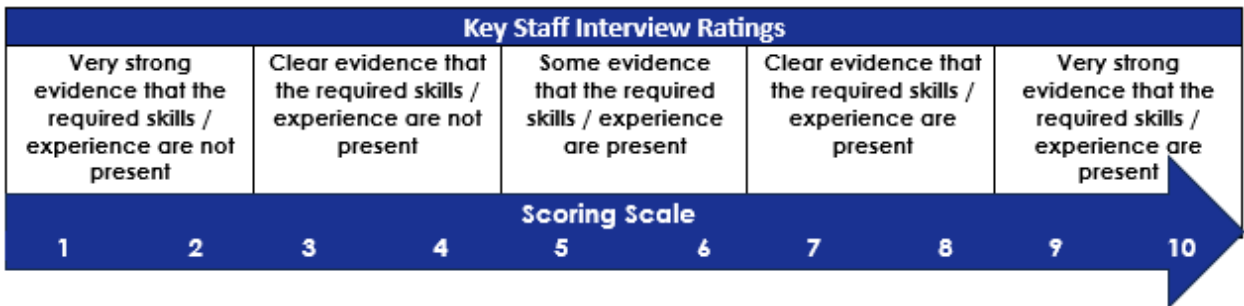 Key Staff Interview Ratings
Very strong
evidence that the
required skills /
experience are not
present
Clear evidence that
the required skills /
experience are not
present
Some evidence
that the required
skills / experience
are present
Clear evidence that
the required skills /
experience are
present
Very strong
evidence that the
required skills /
experience are
present
Scoring Scale
1 2 3 4 5 6 7 8 9 10